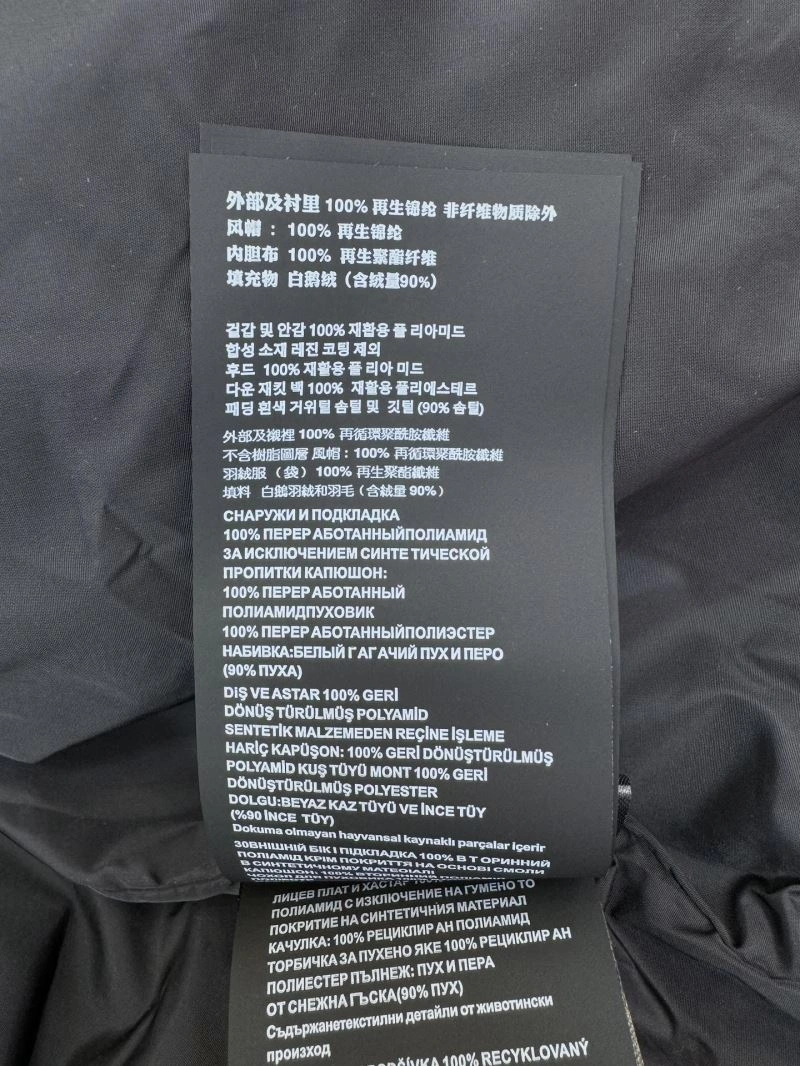 外部及衬里 100% 再生锦纶 非纤维物质除外
风帽 : 100% 再生锦纶
内胆布 100% 再生聚酯纤维
填充物 白鹅绒 (含绒量90%)
겉감 및 안감 100% 재활용 폴 리아미드
합성 소재 레진 코팅 제외
후드 100% 재활용 폴 리아 미드
다운 재킷 백 100% 재활용 폴리에스테르
패딩 흰색 거위털 솜털 및 깃털 (90% 솜털)
外部及襯裡 100% 再循環聚酰胺纖維
不含樹脂圖層 風帽 : 100% 再循環聚酰胺纖維
羽絨服 (袋) 100% 再生聚酯纖維
填料 白鵝羽絨和羽毛 (含絨量 90%)
СНАРУЖИ И ПОДКЛАДКА
100% ПЕРЕР АБОТАННЫЙПОЛИАМИД
ЗА ИСКЛЮЧЕНИЕМ СИНТЕ ТИЧЕСКОЙ
ПРОПИТКИ КАПЮШОН:
100% ПЕРЕР АБОТАННЫЙ
ПОЛИАМИДПУХОВИК
100% ПЕРЕР АБОТАННЫЙПОЛИЭСТЕР
НАБИВКА:БЕЛЫЙ Г АГ АЧИЙ ПУХ И ПЕРО
(90% ПУХА)
DiŞ VE ASTAR 100% GERİ
DÖNÜŞ TÜRÜLMÜŞ POLYAMİD
SENTETİK MALZEMEDEN REÇİNE İŞLEME
HARİÇ KAPÜŞON: 100% GERİ DÖNÜŞTÜRÜLMÜŞ
POLYAMİD KUŞ TÜYÜ MONT 100% GERİ
DÖNÜŞTÜRÜLMÜŞ POLYESTER
DOLGU:BEYAZ KAZ TÜYÜ VE İNCE TÜY
(%90 İNCE TÜY)
Dokuma olmayan hayvansal kaynaklı parçalar içerir
ЗОВНІШНІЙ БІК І ПІДКЛАДКА 100% В Т ОРИННИЙ
ПОЛІАМІД КРІМ ПОКРИТТЯ НА ОСНОВІ СМОЛИ
В СИНТЕТИЧНОМУ МАТЕОІАЛІ
КАПЮШОН: 100% ВТОРИННИЙ
ЛИЦЕВ ПЛАТ И ХАСТАР
ПОЛИАМИД С ИЗКЛЮЧЕНИЕ НА ГУМЕНО ТО
ПОКРИТИЕ НА СИНТЕТИЧНИЯ МАТЕРИАЛ
КАЧУЛКА: 100% РЕЦИКЛИР АН ПОЛИАМИД
ТОРБИЧКА ЗА ПУХЕНО ЯКЕ 100% РЕЦИКЛИР АН
ПОЛИЕСТЕР ПЪЛНЕЖ: ПУХ И ПЕРА
ОТ СНЕЖНА ГЪСКА(90% ПУХ)
Съдържанетекстилни детайли от животински
произход
100% RECYKLOVANÝ